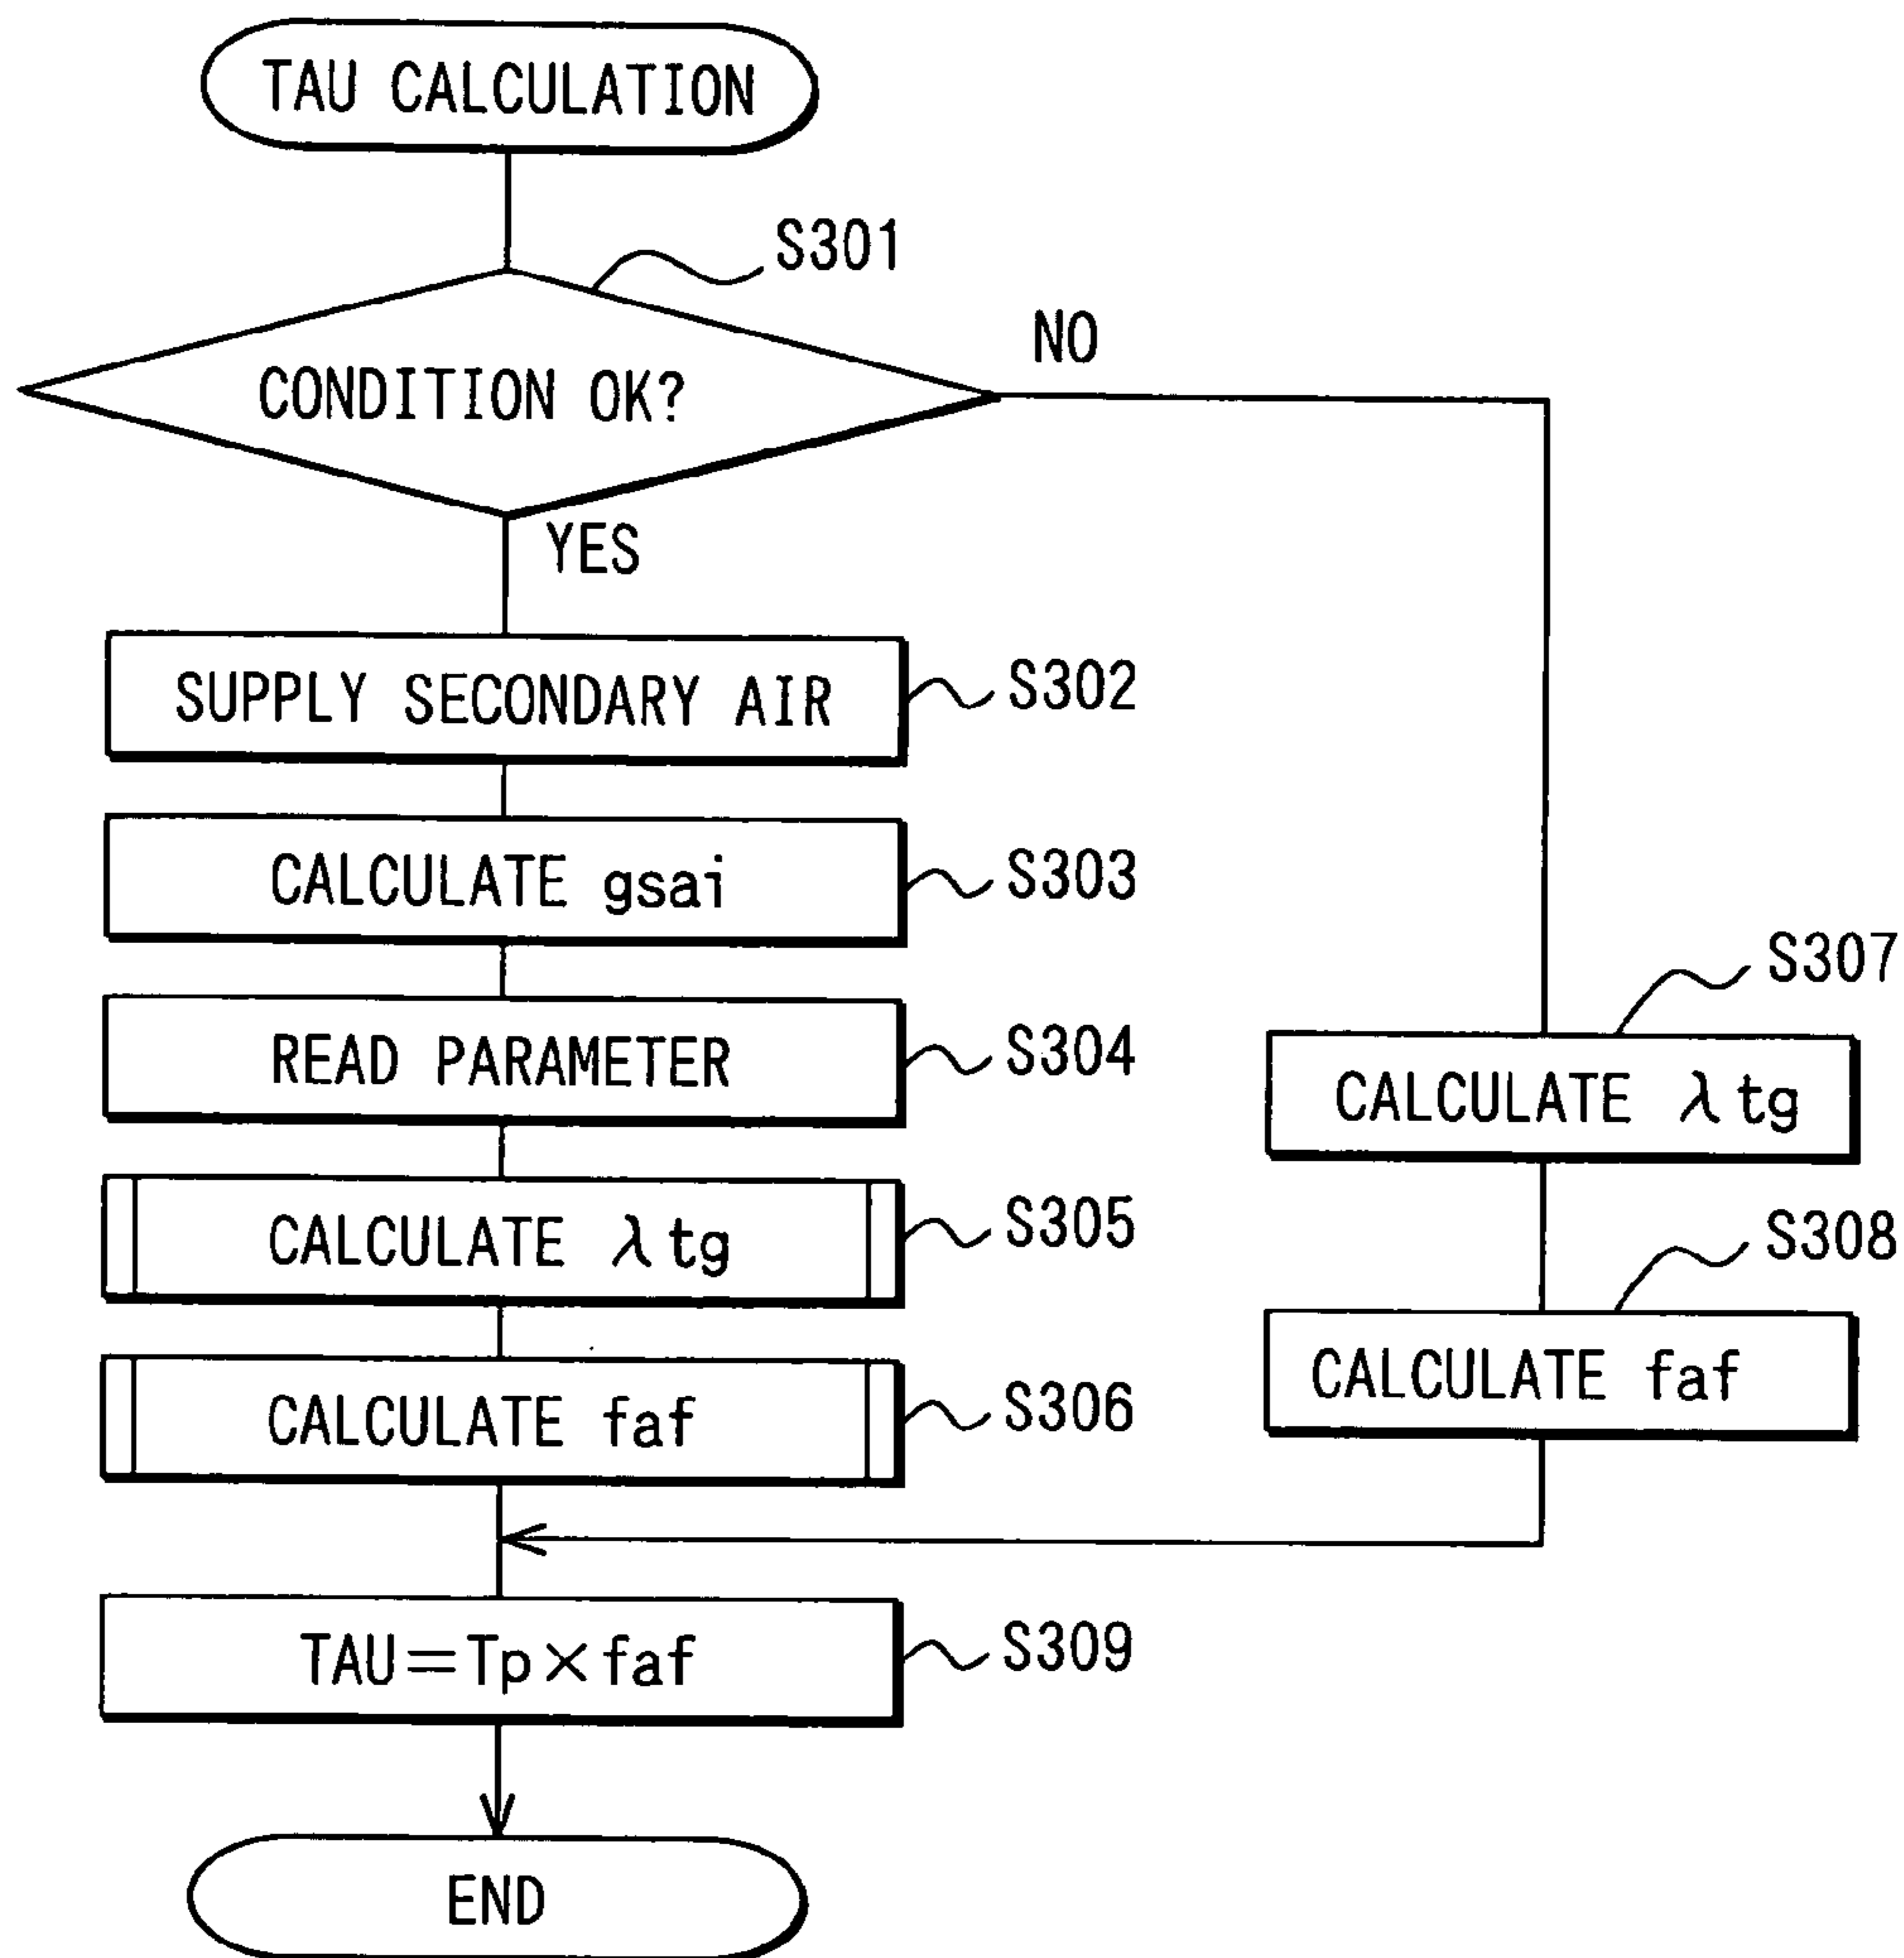 TAU CALCULATION
S301
CONDITION OK?
NO
YES
SUPPLY SECONDARY AIR
S302
CALCULATE gsai
S303
READ PARAMETER
S304
CALCULATE λtg
S305
CALCULATE faf
S306
S307
CALCULATE λtg
S308
CALCULATE faf
TAU=Tp×faf
S309
END